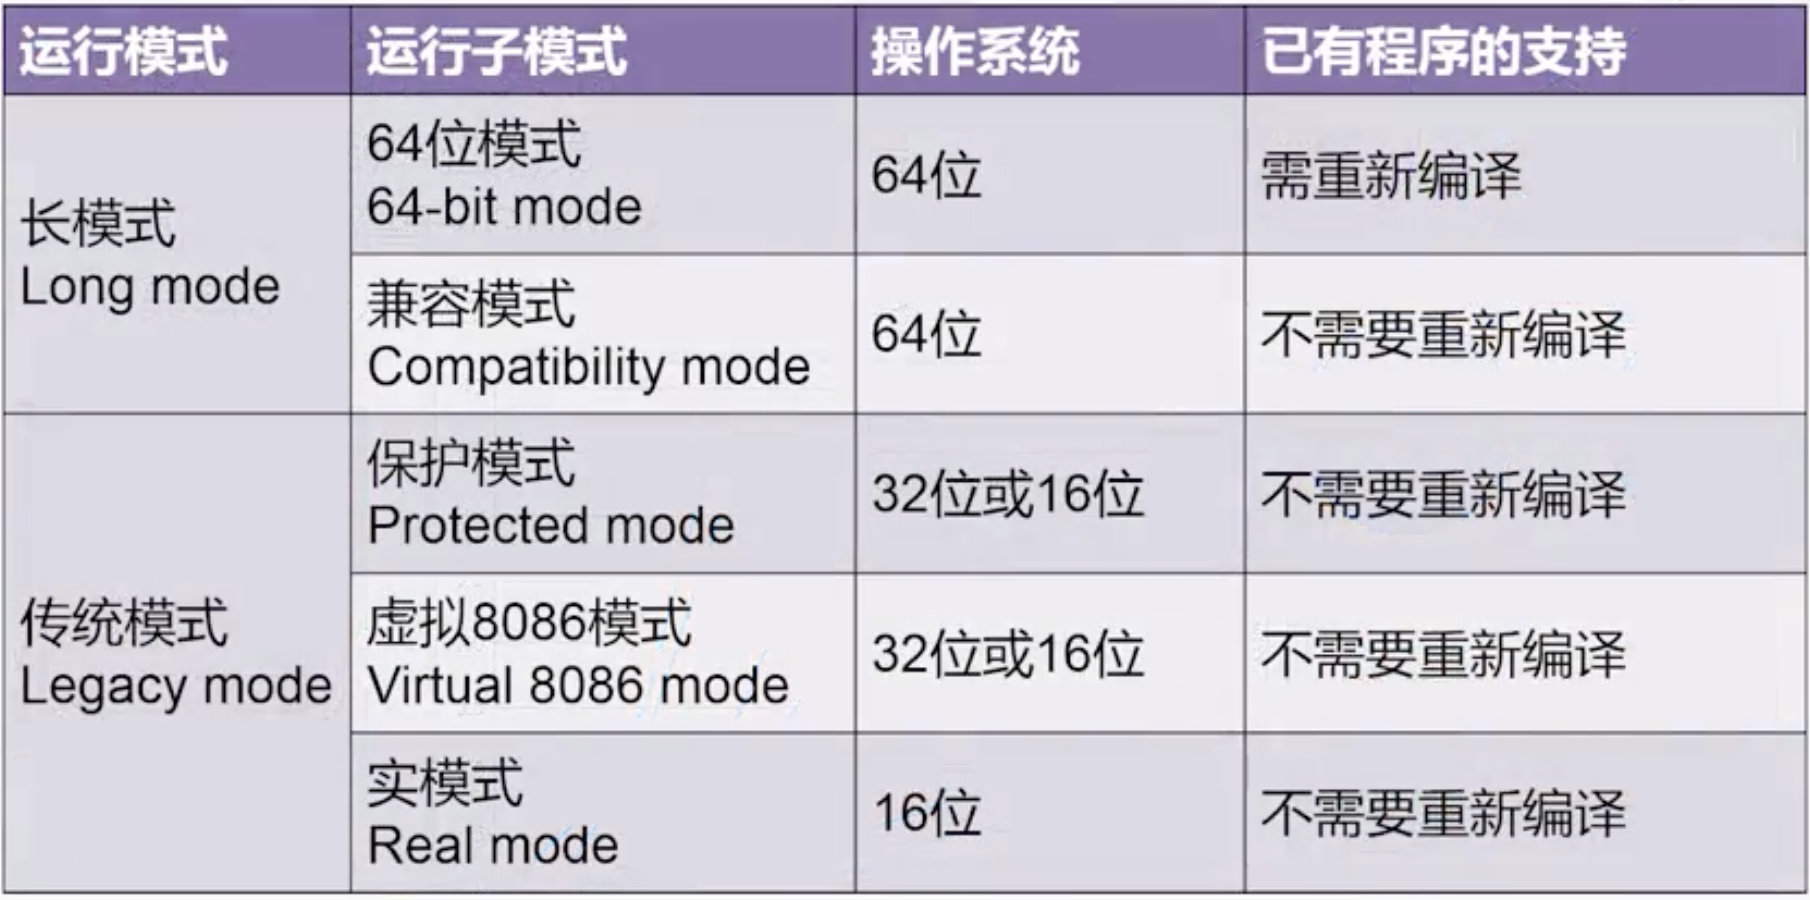 运行模式
运行子模式
操作系统
已有程序的支持
长模式
Long mode
64位模式
64-bit mode
64位
需重新编译
兼容模式
Compatibility mode
64位
不需要重新编译
传统模式
Legacy mode
保护模式
Protected mode
32位或16位
不需要重新编译
虚拟8086模式
Virtual 8086 mode
32位或16位
不需要重新编译
实模式
Real mode
16位
不需要重新编译